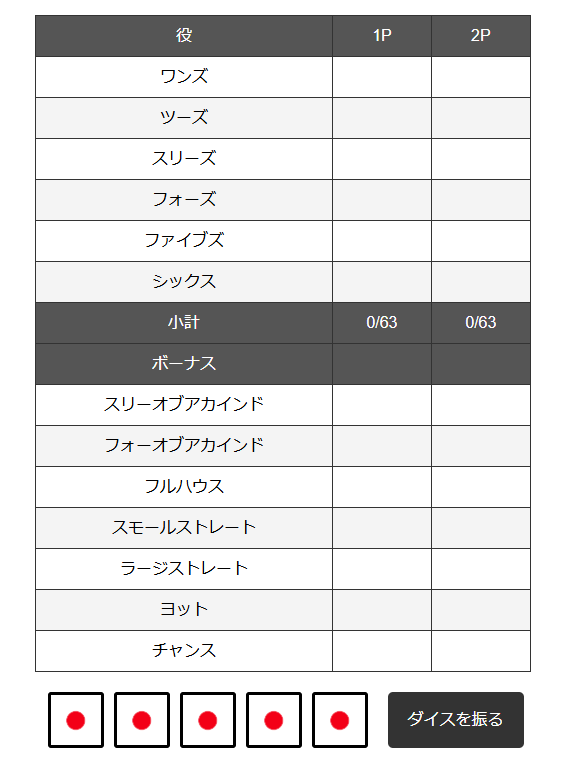 役 1P 2P
ワンズ
ツーズ
スリーズ
フォーズ
ファイブズ
シックス
小計 0/63 0/63
ボーナス
スリーオブアカインド
フォーオブアカインド
フルハウス
スモールストレート
ラージストレート
ヨット
チャンス
ダイスを振る